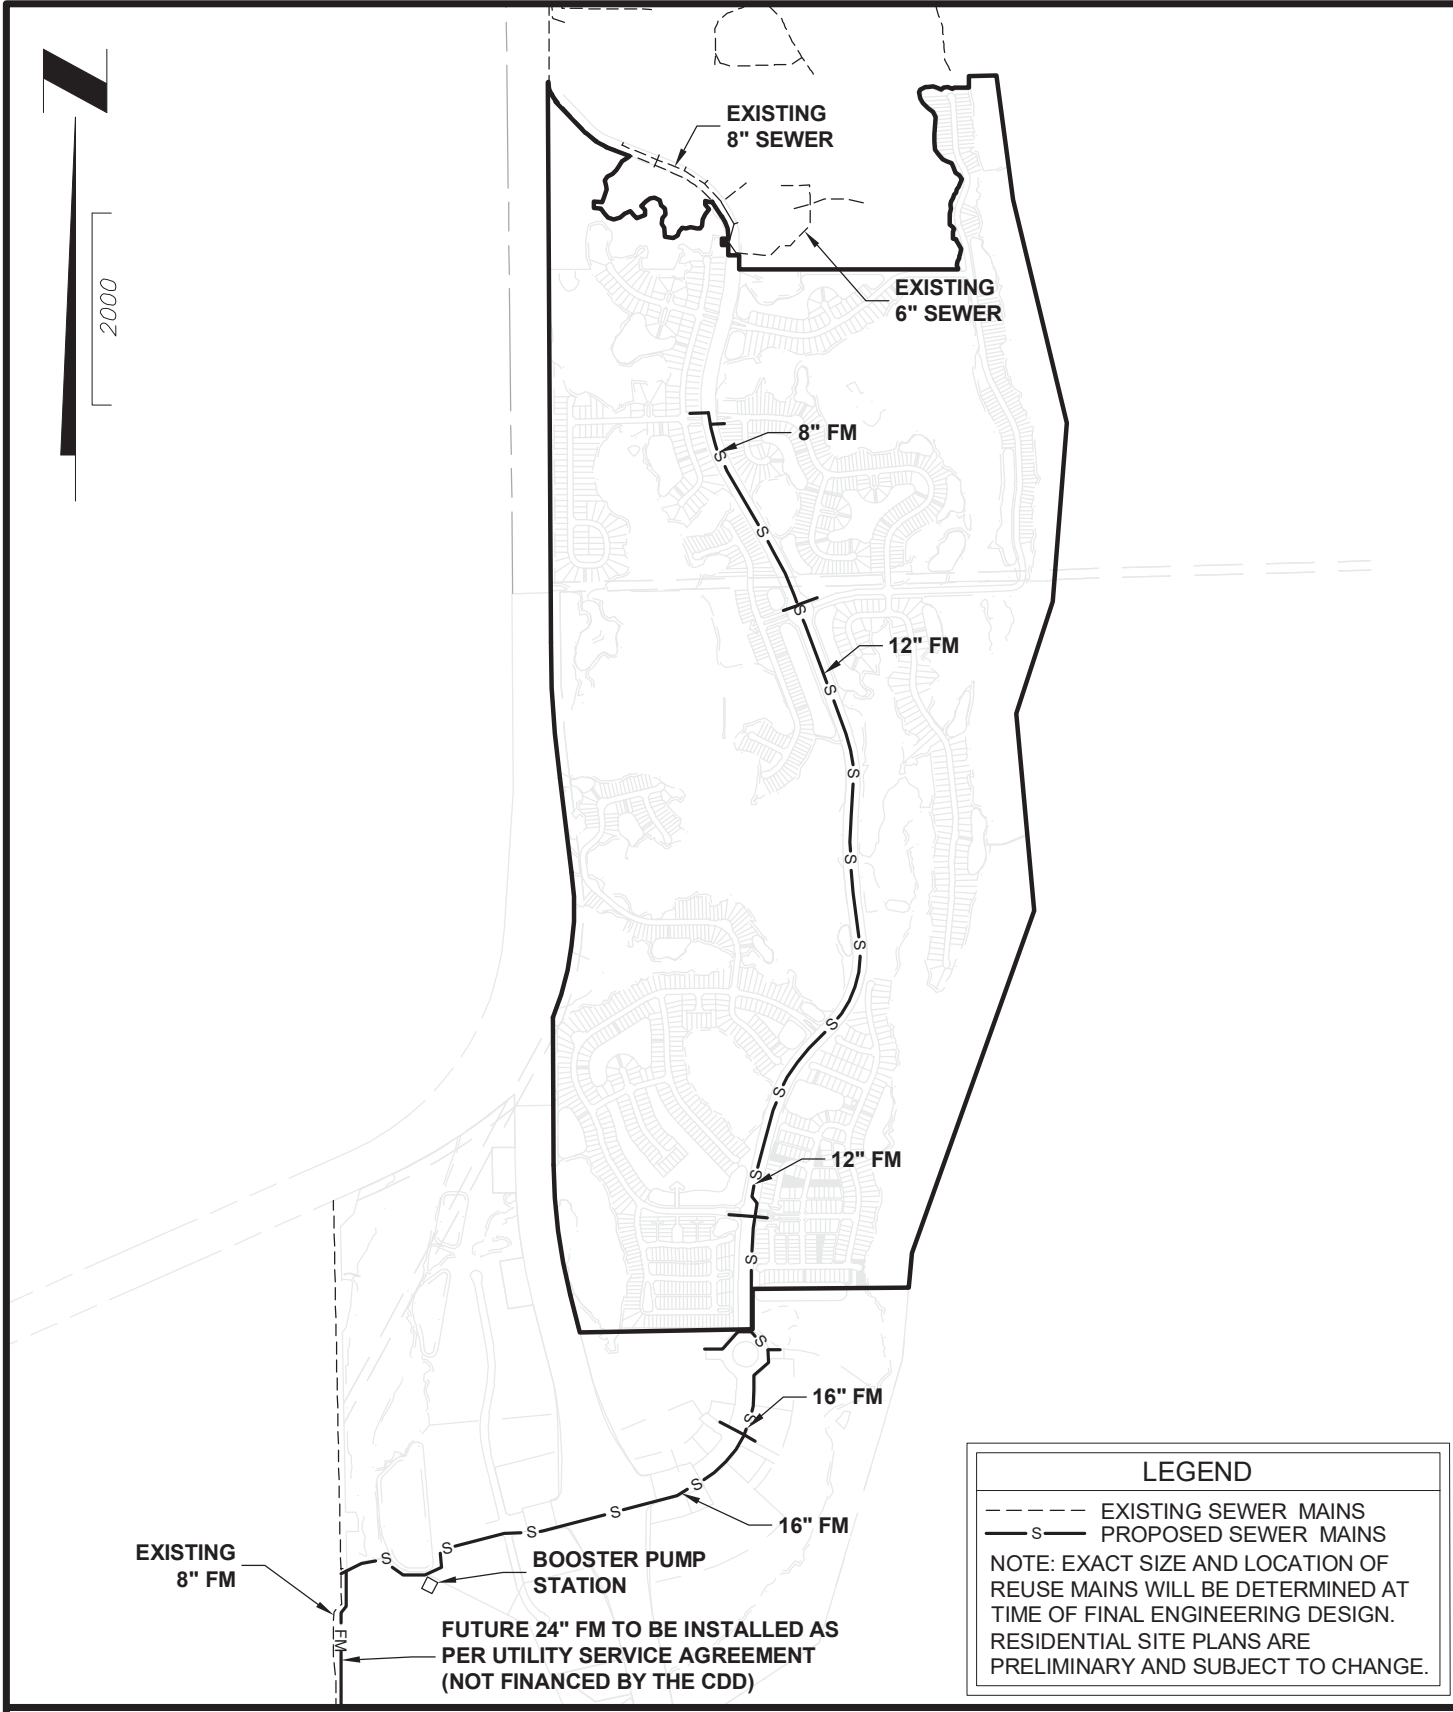 EXISTING
8" SEWER
2000
EXISTING
6" SEWER
8" FM
S
S
S
12" FM
S
S
S
S
S
S
12" FM
S
S
S
16" FM
S
S
16" FM
S
S
S
S
EXISTING
8" FM
BOOSTER PUMP
STATION
FM
FUTURE 24" FM TO BE INSTALLED AS
PER UTILITY SERVICE AGREEMENT
(NOT FINANCED BY THE CDD)
LEGEND
EXISTING SEWER MAINS
S PROPOSED SEWER MAINS
NOTE: EXACT SIZE AND LOCATION OF
REUSE MAINS WILL BE DETERMINED AT
TIME OF FINAL ENGINEERING DESIGN.
RESIDENTIAL SITE PLANS ARE
PRELIMINARY AND SUBJECT TO CHANGE.